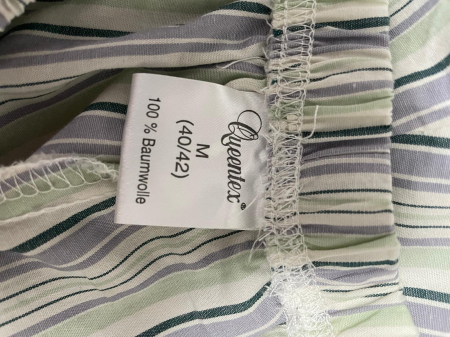 Queentex®
M
(40/42)
100 % Baumwolle